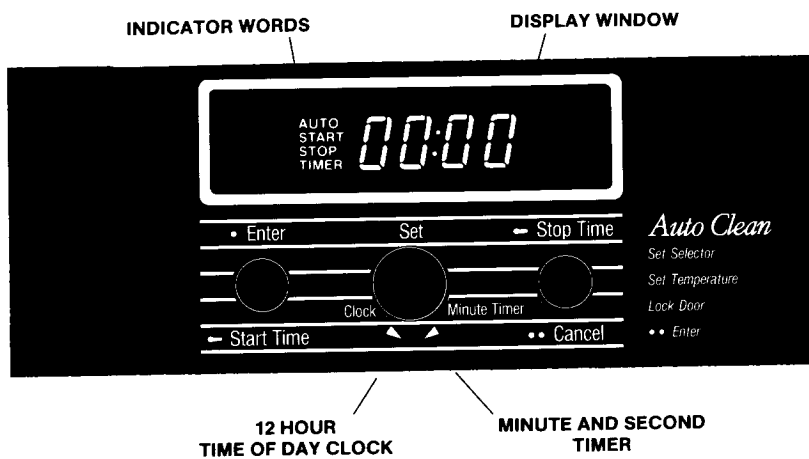 INDICATOR WORDS
DISPLAY WINDOW
AUTO
START
STOP
TIMER
00:00
• Enter
Set
Stop Time
Clock
Minute Timer
Start Time
•• Cancel
Auto Clean
Set Selector
Set Temperature
Lock Door
•• Enter
12 HOUR
TIME OF DAY CLOCK
MINUTE AND SECOND
TIMER